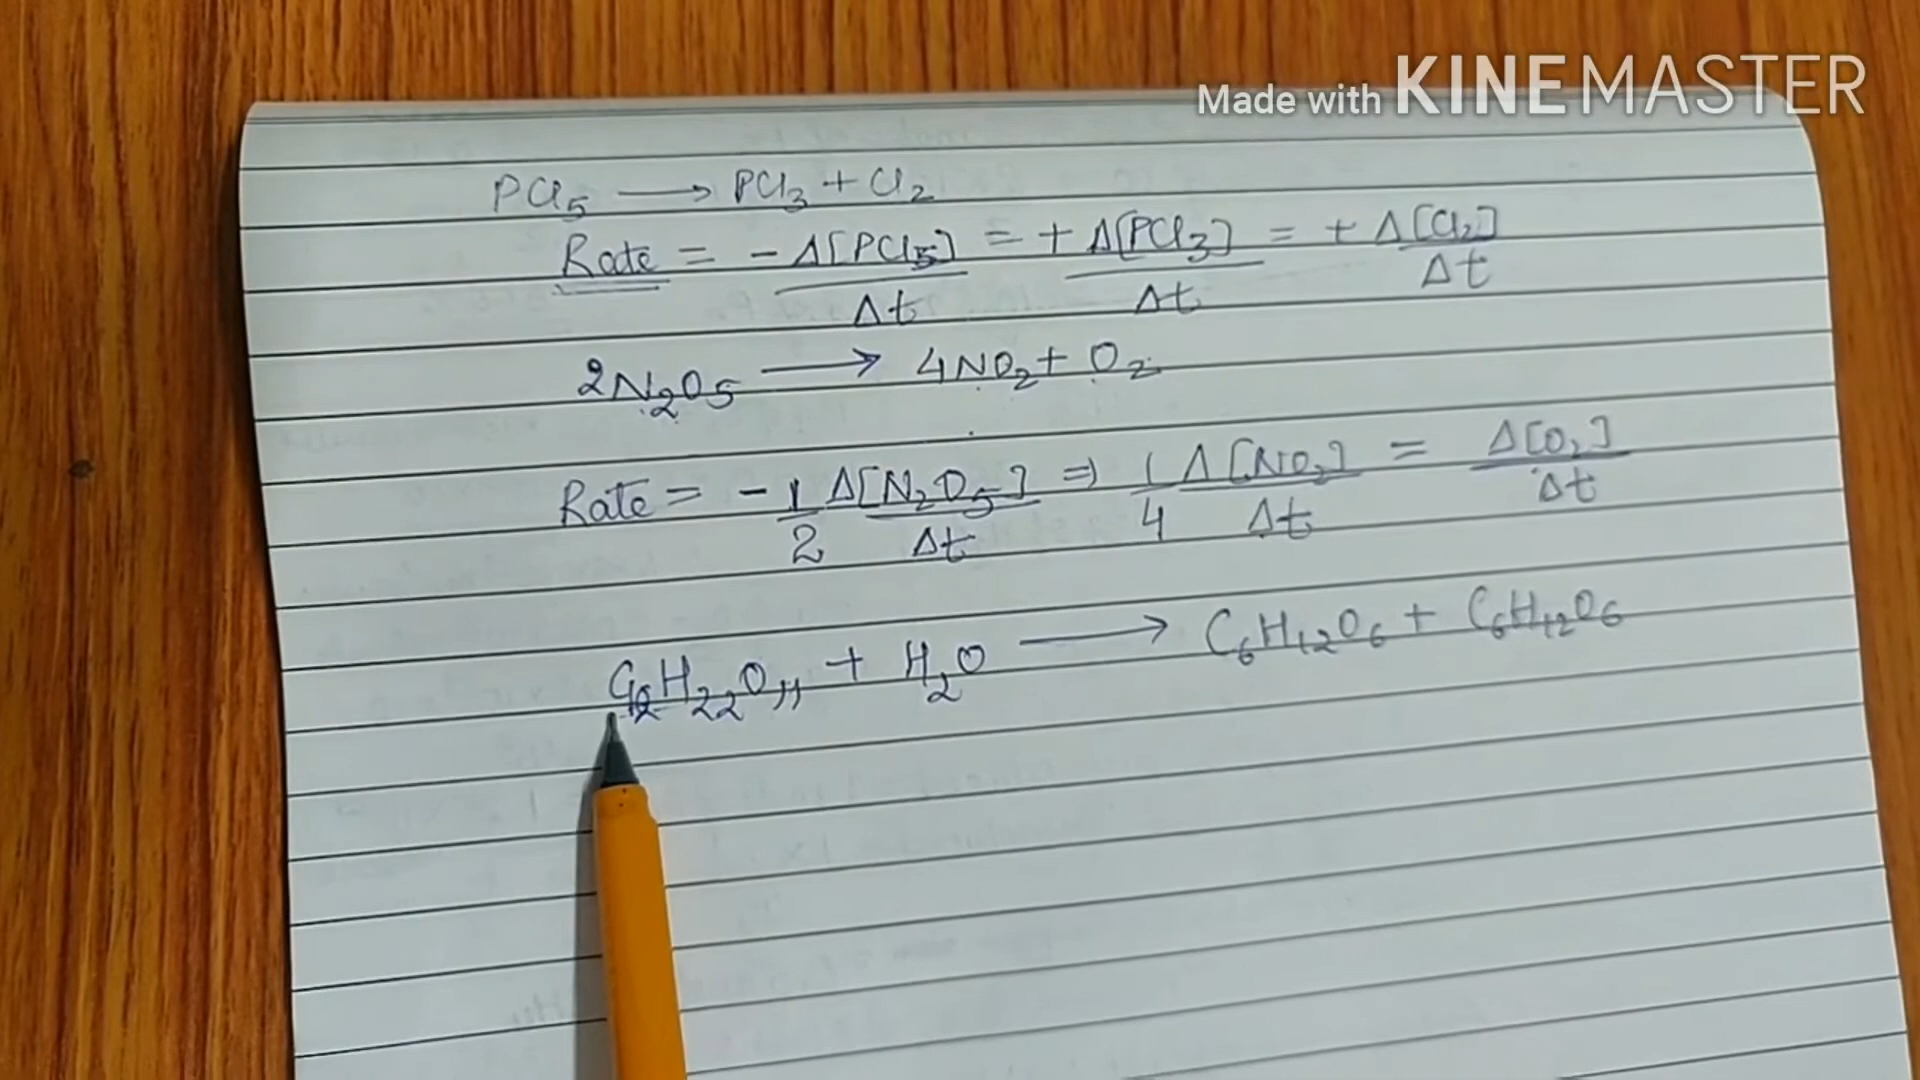 Made with KINEMASTER
PCl₅ ⟶ PCl₃ + Cl₂
Rate = - Δ[PCl₅]/Δt = + Δ[PCl₃]/Δt = + Δ[Cl₂]/Δt
2N₂O₅ ⟶ 4NO₂ + O₂
Rate = - 1/2 Δ[N₂O₅]/Δt ⇒ 1/4 Δ[NO₂]/Δt = Δ[O₂]/Δt
C₁₂H₂₂O₁₁ + H₂O ⟶ C₆H₁₂O₆ + C₆H₁₂O₆